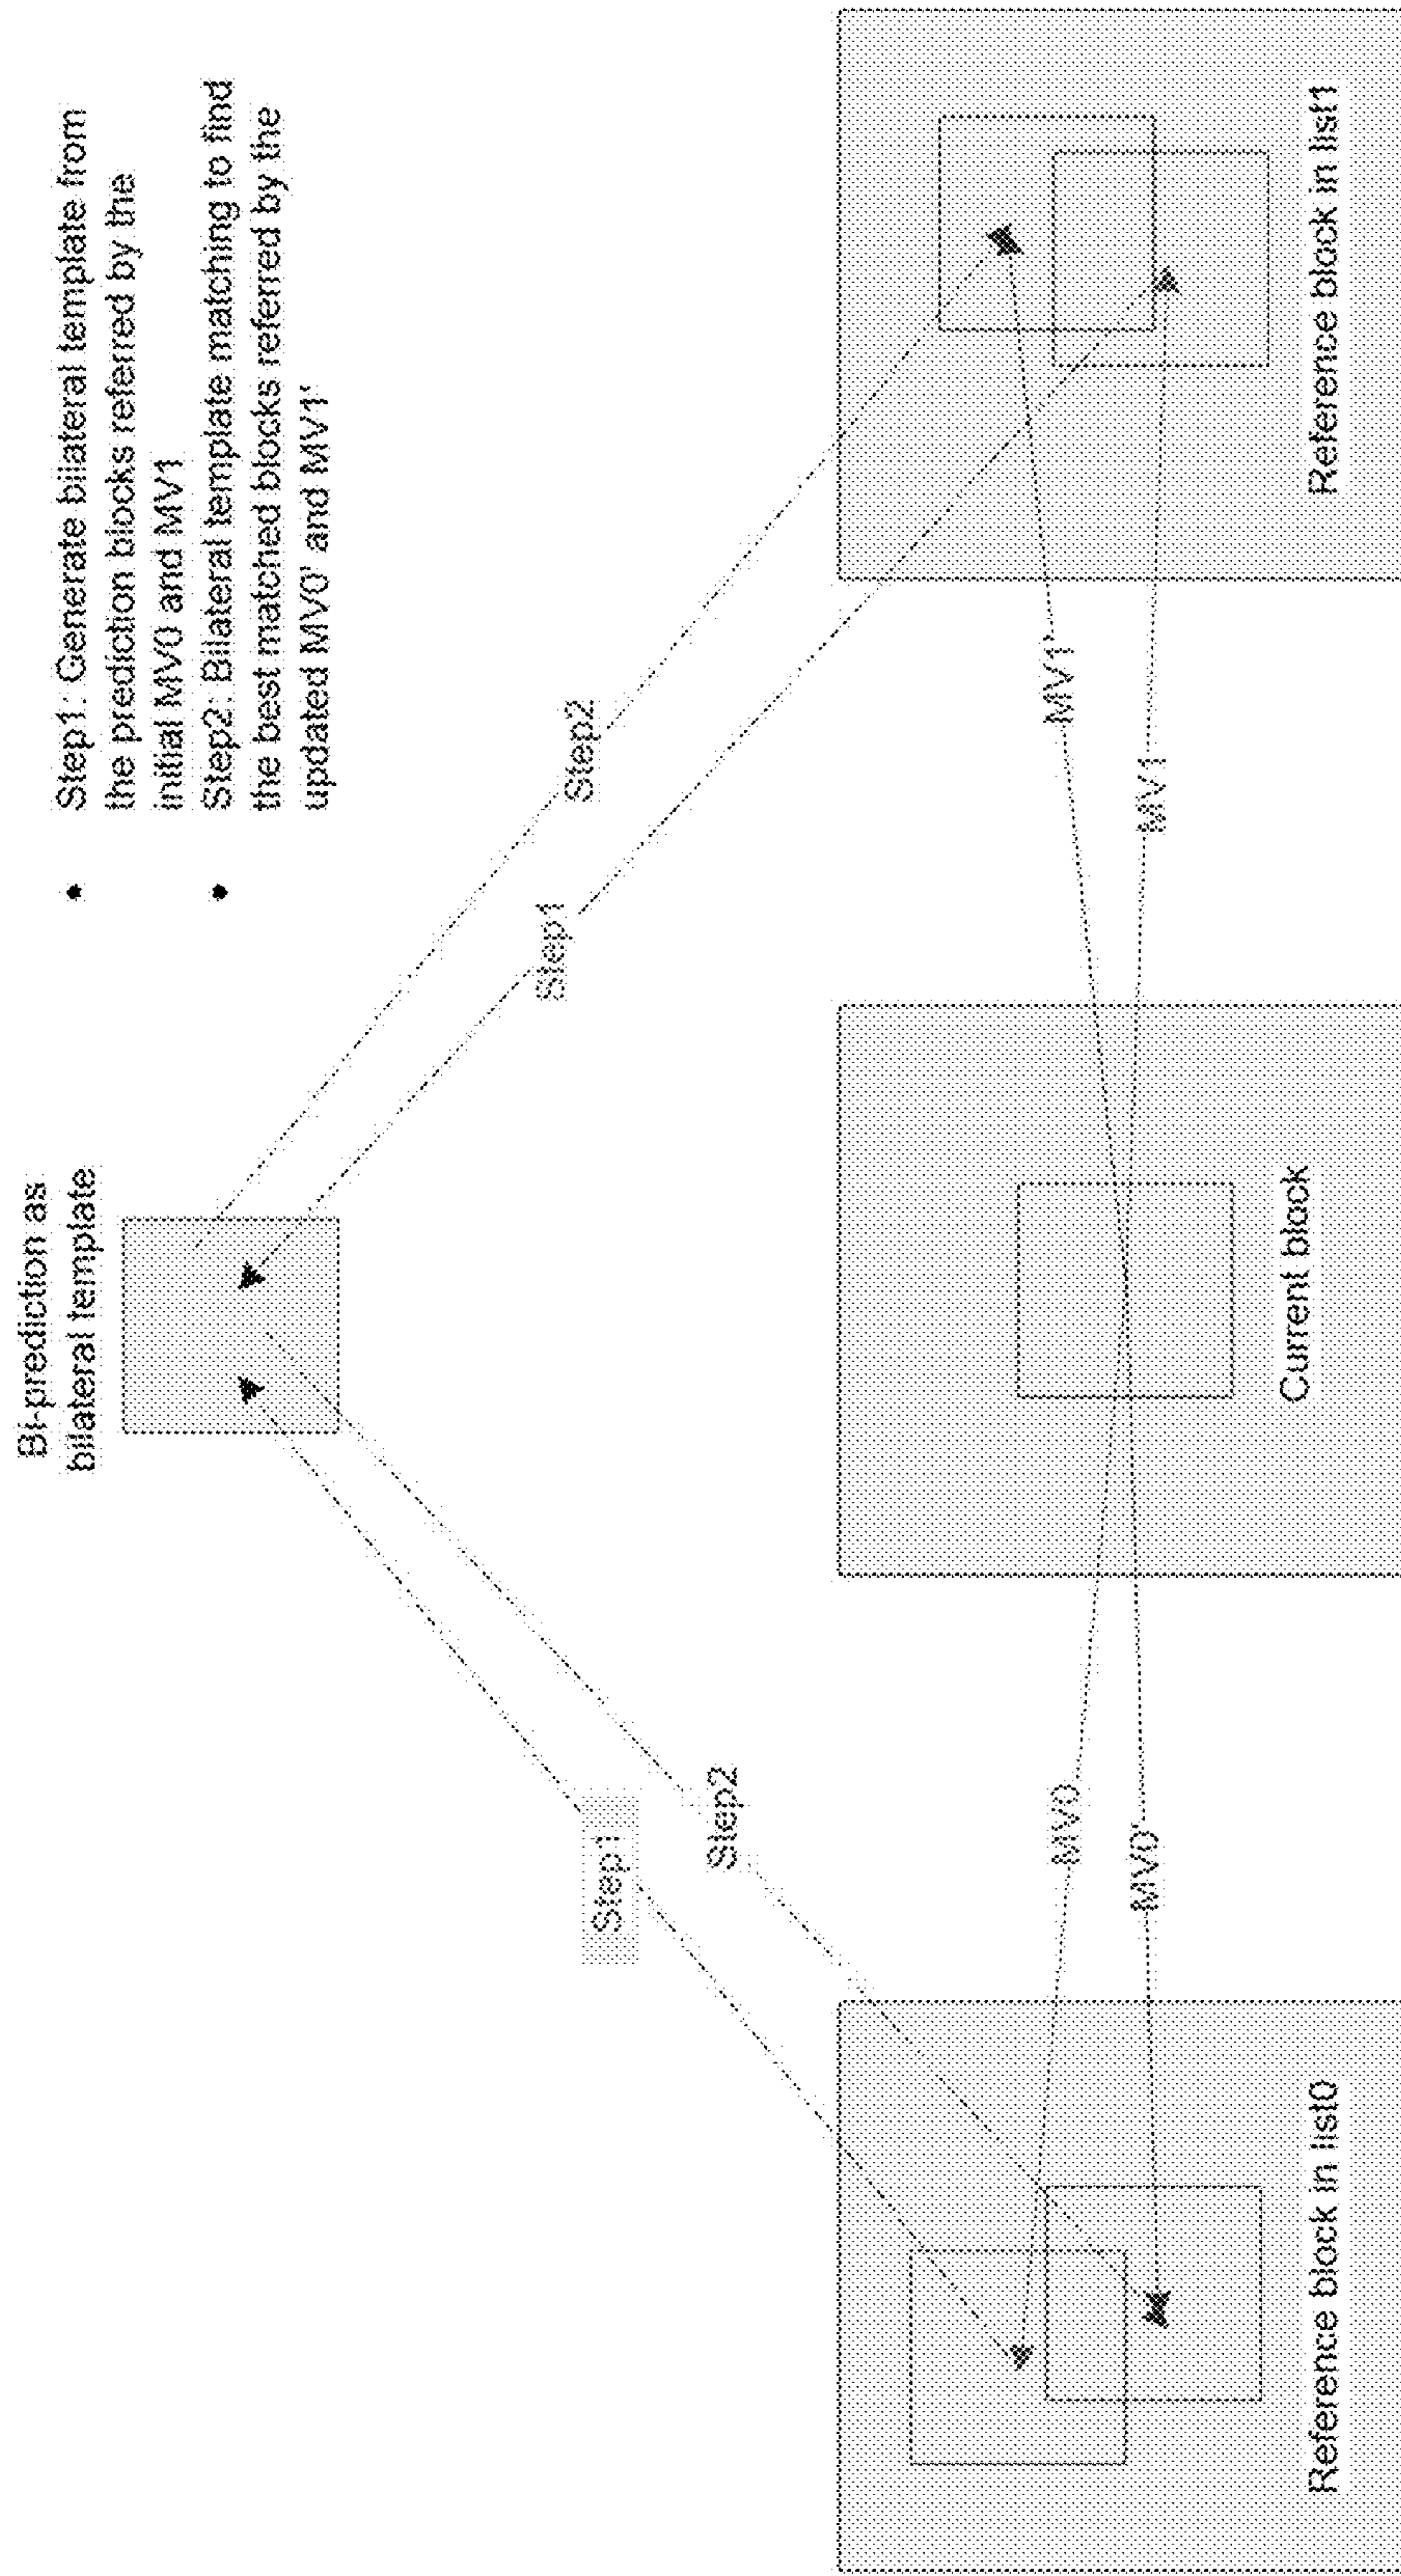 Bi-prediction as
bilateral template
• Step1: Generate bilateral template from
the prediction blocks referred by the
initial MV0 and MV1
• Step2: Bilateral template matching to find
the best matched blocks referred by the
updated MV0' and MV1'
Step1
Step2
Step1
Step2
MV0
MV0'
MV1'
MV1
Reference block in list0
Current block
Reference block in list1